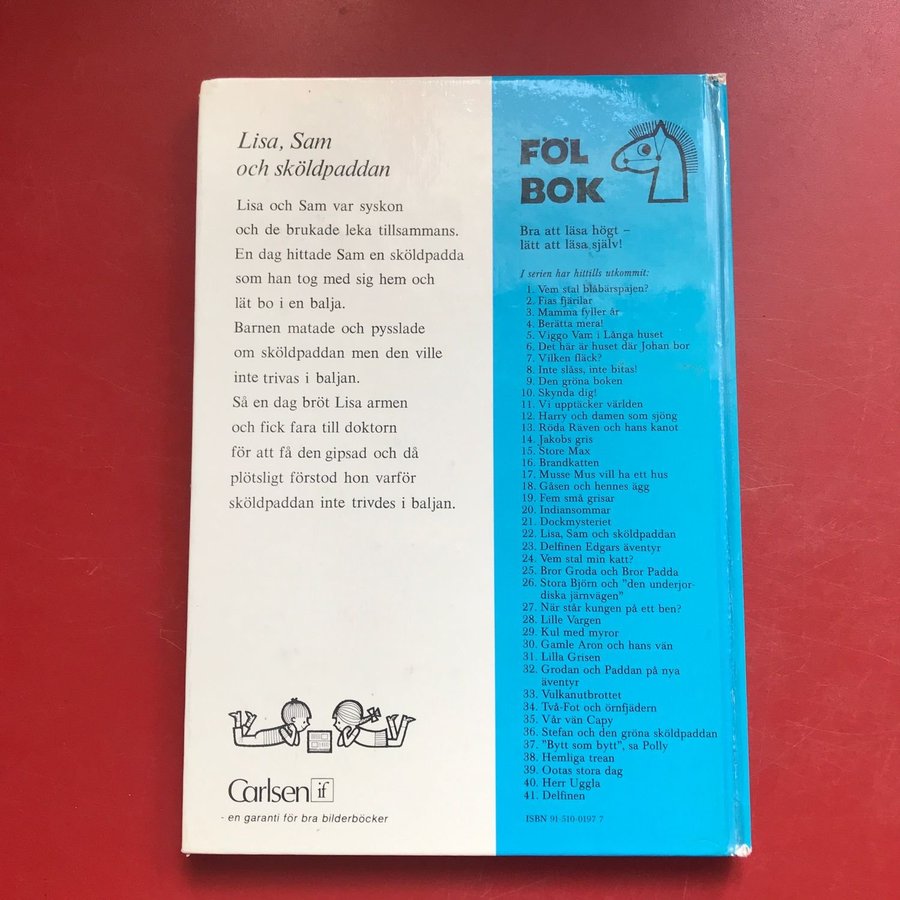 Lisa, Sam
och sköldpaddan
Lisa och Sam var syskon
och de brukade leka tillsammans.
En dag hittade Sam en sköldpadda
som han tog med sig hem och
lät bo i en balja.
Barnen matade och pysslade
om sköldpaddan men den ville
inte trivas i baljan.
Så en dag bröt Lisa armen
och fick fara till doktorn
för att få den gipsad och då
plötsligt förstod hon varför
sköldpaddan inte trivdes i baljan.
Carlsen if
- en garanti för bra bilderböcker
FÖL
BOK
Bra att läsa högt –
lätt att läsa själv!
I serien har hittills utkommit:
1. Vem stal blåbärspajen?
2. Fias fjärilar
3. Mamma fyller år
4. Berätta mera!
5. Viggo Vam i Långa huset
6. Det här är huset där Johan bor
7. Vilken fläck?
8. Inte slåss, inte bitas!
9. Den gröna boken
10. Skynda dig!
11. Vi upptäcker världen
12. Harry och damen som sjöng
13. Röda Räven och hans kanot
14. Jakobs gris
15. Store Max
16. Brandkatten
17. Musse Mus vill ha ett hus
18. Gåsen och hennes ägg
19. Fem små grisar
20. Indiansommar
21. Dockmysteriet
22. Lisa, Sam och sköldpaddan
23. Delfinen Edgars äventyr
24. Vem stal min katt?
25. Bror Groda och Bror Padda
26. Stora Björn och "den underjor-
diska järnvägen"
27. När står kungen på ett ben?
28. Lille Vargen
29. Kul med myror
30. Gamle Aron och hans vän
31. Lilla Grisen
32. Grodan och Paddan på nya
äventyr
33. Vulkanutbrottet
34. Två-Fot och örnfjädern
35. Vår vän Capy
36. Stefan och den gröna sköldpaddan
37. "Bytt som bytt", sa Polly
38. Hemliga trean
39. Ootas stora dag
40. Herr Uggla
41. Delfinen
ISBN 91-510-0197 7